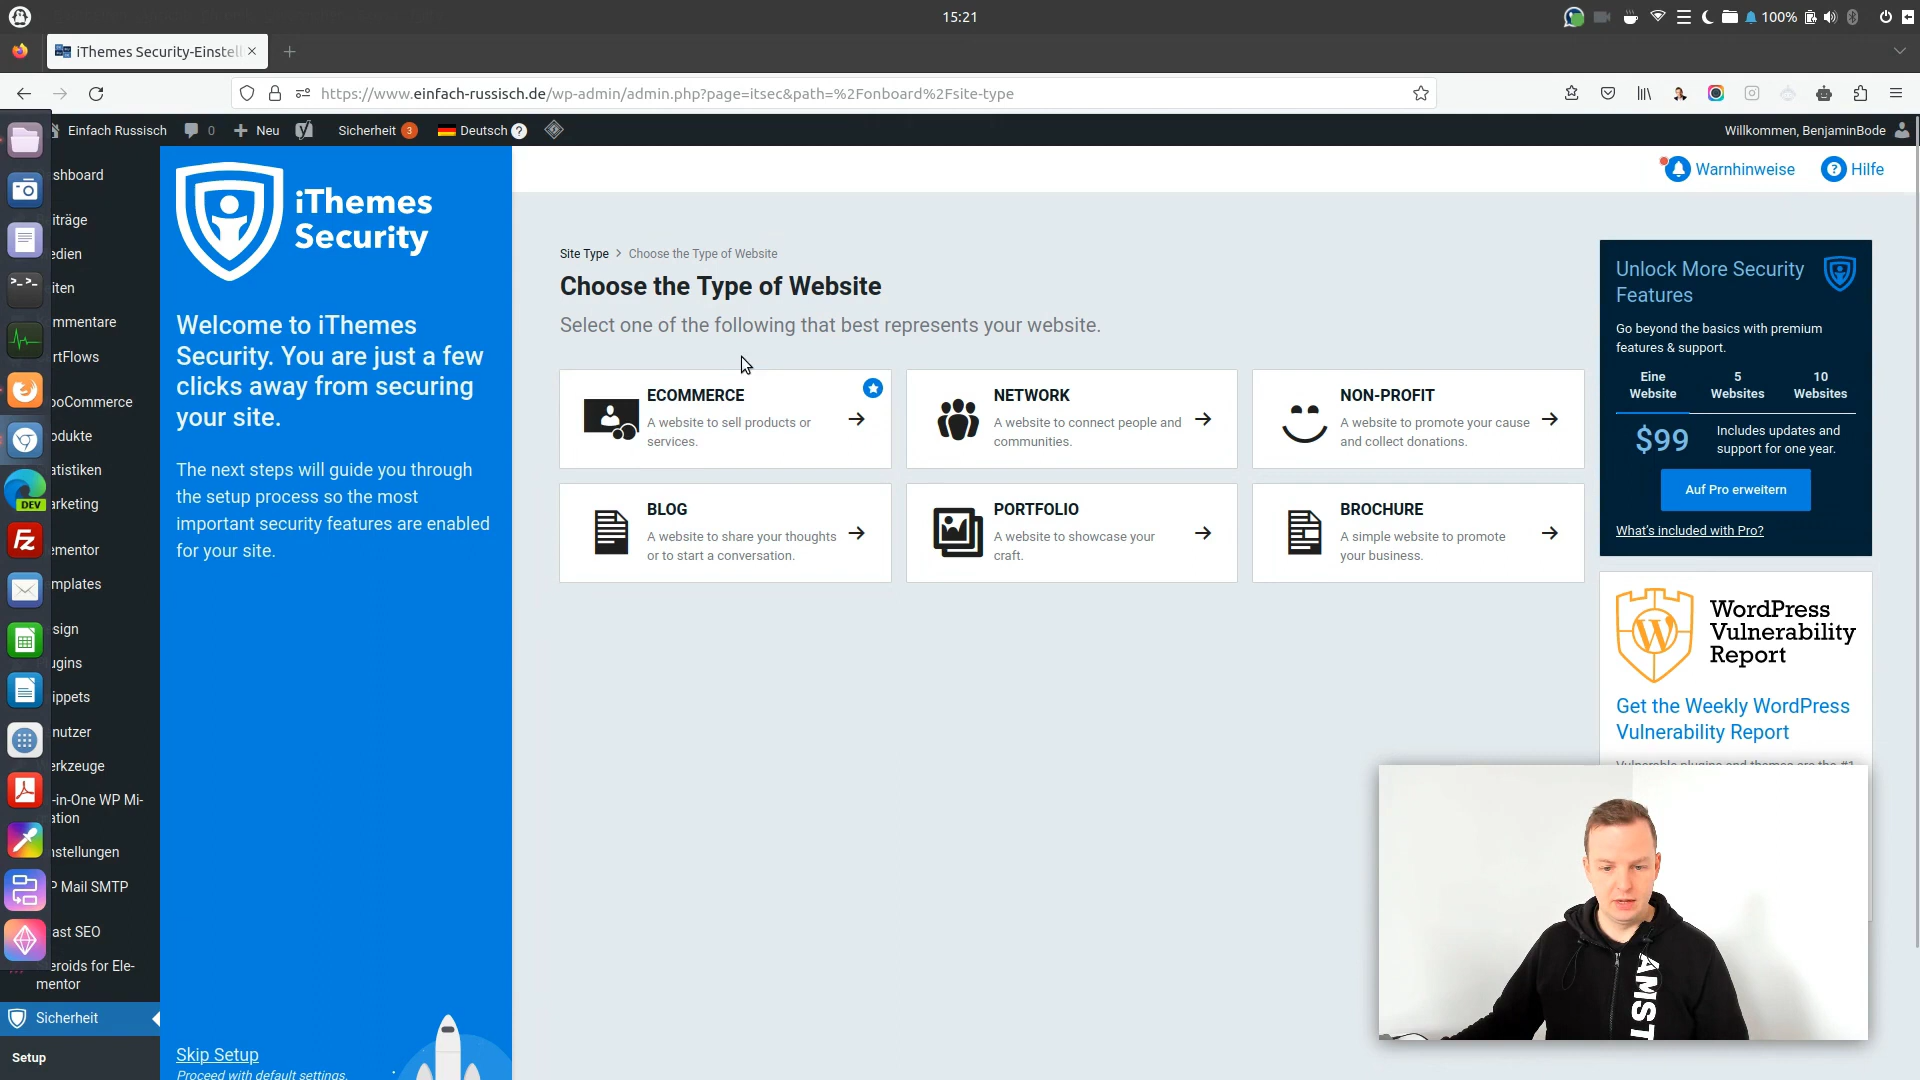 15:21
100%
iThemes Security-Einstell
https://www.einfach-russisch.de/wp-admin/admin.php?page=itsec&path=%2Fonboard%2Fsite-type
Einfach Russisch
0
Neu
Sicherheit 3
Deutsch ?
Willkommen, BenjaminBode
shboard
iträge
edien
iten
mmentare
rtFlows
ooCommerce
odukte
atistiken
arketing
DEV
ementor
mplates
sign
ugins
ippets
nutzer
erkzeuge
-in-One WP Mi-
ation
nstellungen
P Mail SMTP
ast SEO
eroids for Ele-
mentor
Sicherheit
Setup
iThemes
Security
Welcome to iThemes
Security. You are just a few
clicks away from securing
your site.
The next steps will guide you through
the setup process so the most
important security features are enabled
for your site.
Skip Setup
Proceed with default settings.
Warnhinweise
Hilfe
Site Type > Choose the Type of Website
Choose the Type of Website
Select one of the following that best represents your website.
ECOMMERCE
A website to sell products or
services.
NETWORK
A website to connect people and
communities.
NON-PROFIT
A website to promote your cause
and collect donations.
BLOG
A website to share your thoughts
or to start a conversation.
PORTFOLIO
A website to showcase your
craft.
BROCHURE
A simple website to promote
your business.
Unlock More Security
Features
Go beyond the basics with premium
features & support.
Eine
Website
5
Websites
10
Websites
$99
Includes updates and
support for one year.
Auf Pro erweitern
What's included with Pro?
WordPress
Vulnerability
Report
Get the Weekly WordPress
Vulnerability Report
Vulnerable plugins and themes are the #1
AMST